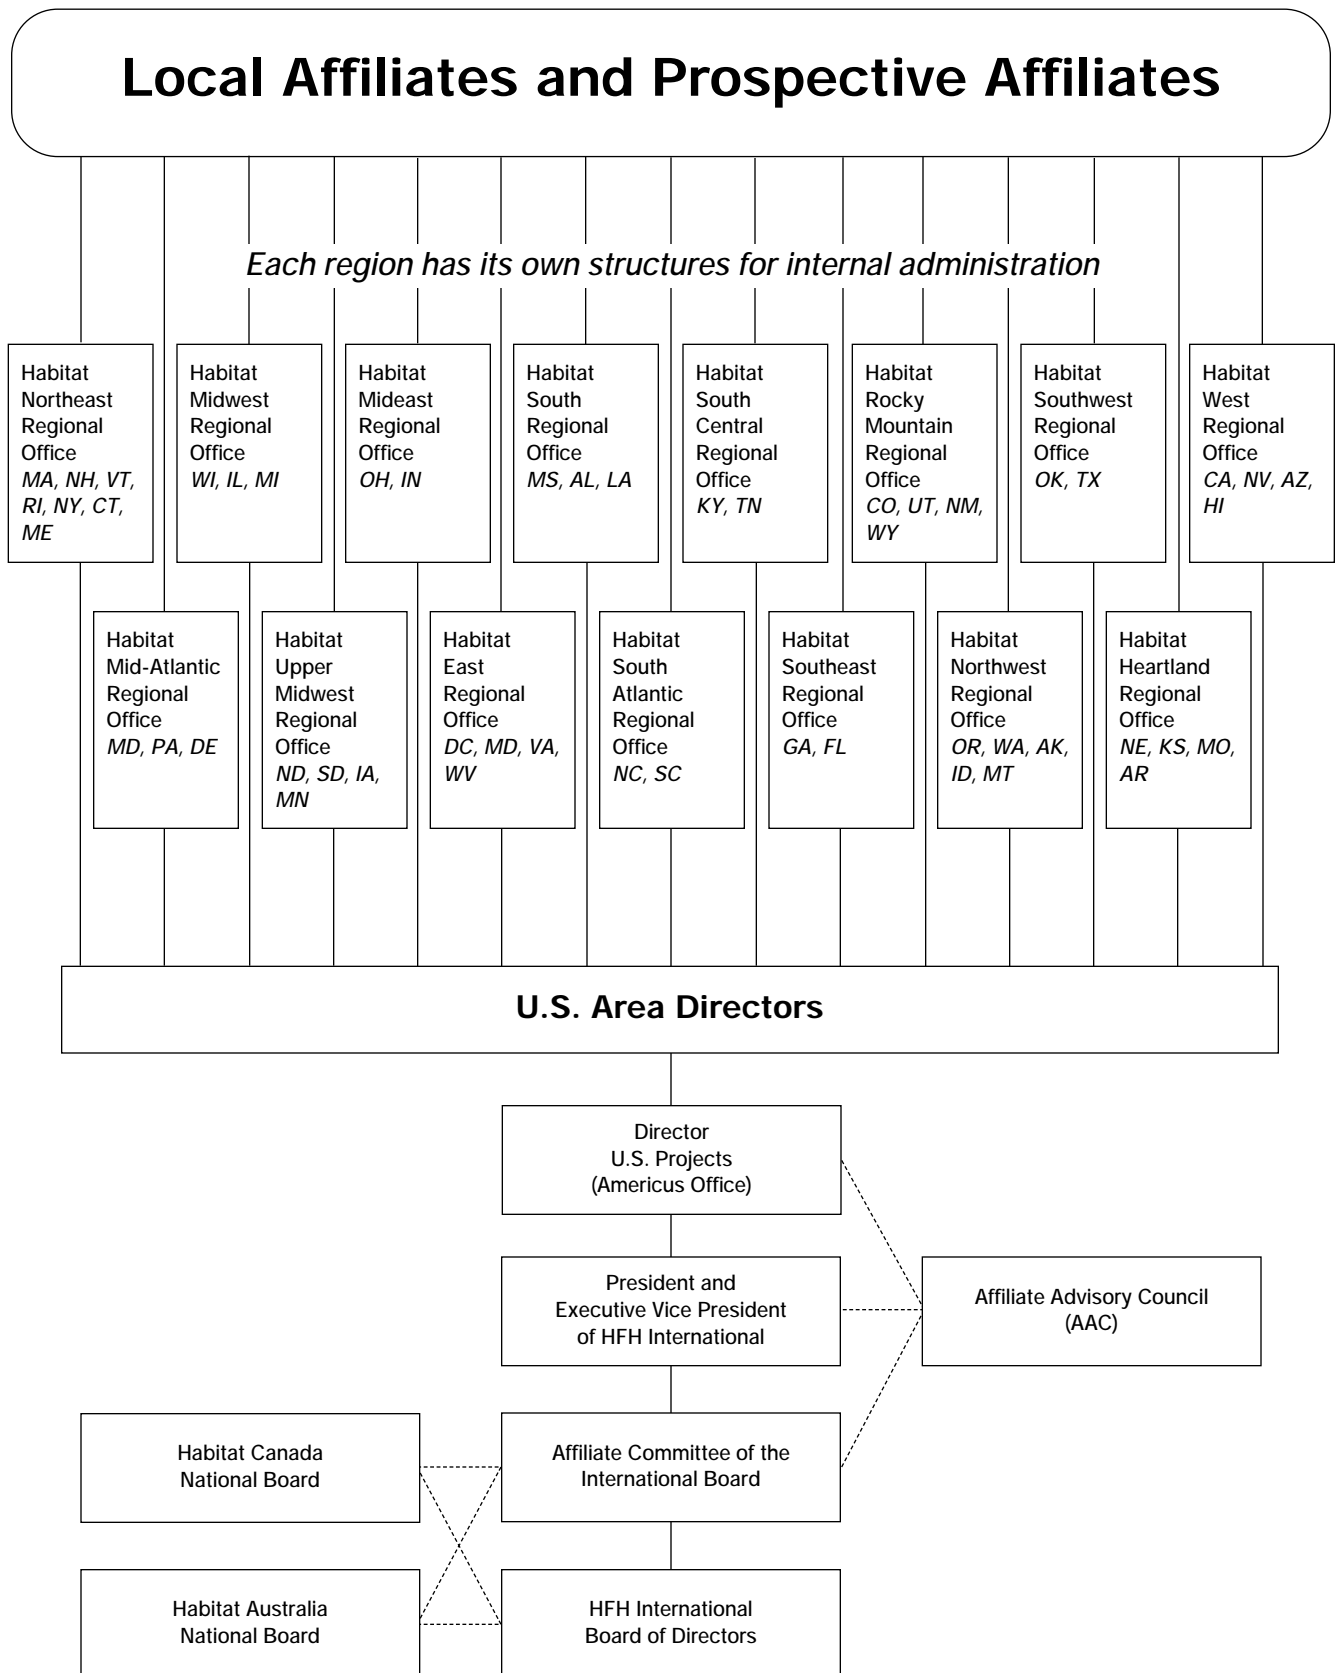 Local Affiliates and Prospective Affiliates
Each region has its own structures for internal administration
Habitat
Northeast
Regional
Office
MA, NH, VT,
RI, NY, CT,
ME
Habitat
Midwest
Regional
Office
WI, IL, MI
Habitat
Mideast
Regional
Office
OH, IN
Habitat
South
Regional
Office
MS, AL, LA
Habitat
South
Central
Regional
Office
KY, TN
Habitat
Rocky
Mountain
Regional
Office
CO, UT, NM,
WY
Habitat
Southwest
Regional
Office
OK, TX
Habitat
West
Regional
Office
CA, NV, AZ,
HI
Habitat
Mid-Atlantic
Regional
Office
MD, PA, DE
Habitat
Upper
Midwest
Regional
Office
ND, SD, IA,
MN
Habitat
East
Regional
Office
DC, MD, VA,
WV
Habitat
South
Atlantic
Regional
Office
NC, SC
Habitat
Southeast
Regional
Office
GA, FL
Habitat
Northwest
Regional
Office
OR, WA, AK,
ID, MT
Habitat
Heartland
Regional
Office
NE, KS, MO,
AR
U.S. Area Directors
Director
U.S. Projects
(Americus Office)
President and
Executive Vice President
of HFH International
Affiliate Advisory Council
(AAC)
Habitat Canada
National Board
Affiliate Committee of the
International Board
Habitat Australia
National Board
HFH International
Board of Directors